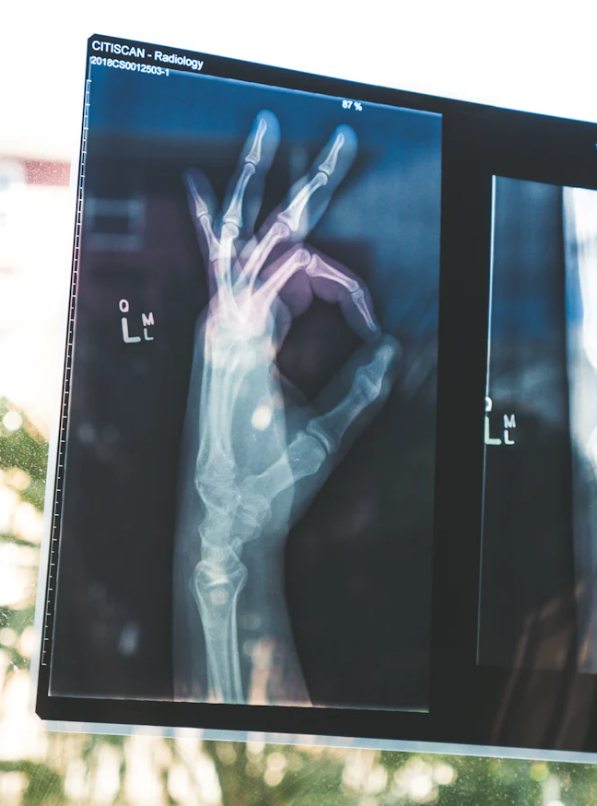 CITISCAN - Radiology
2018CS0012503-1
87 %
O
L M
L
L M
L